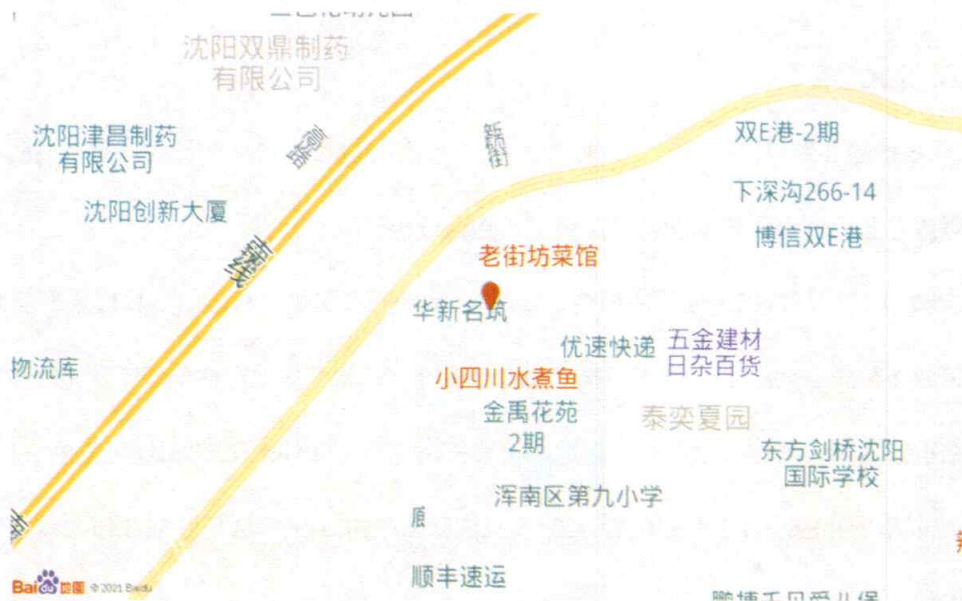 沈阳双鼎制药
有限公司
沈阳津昌制药
有限公司
新街
双E港-2期
沈阳创新大厦
下深沟266-14
博信双E港
老街坊菜馆
华新名筑
优速快递
五金建材
日杂百货
物流库
小四川水煮鱼
金禹花苑
2期
泰奕夏园
东方剑桥沈阳
国际学校
浑南区第九小学
顺丰速运
Bai du 地图 © 2021 Baidu